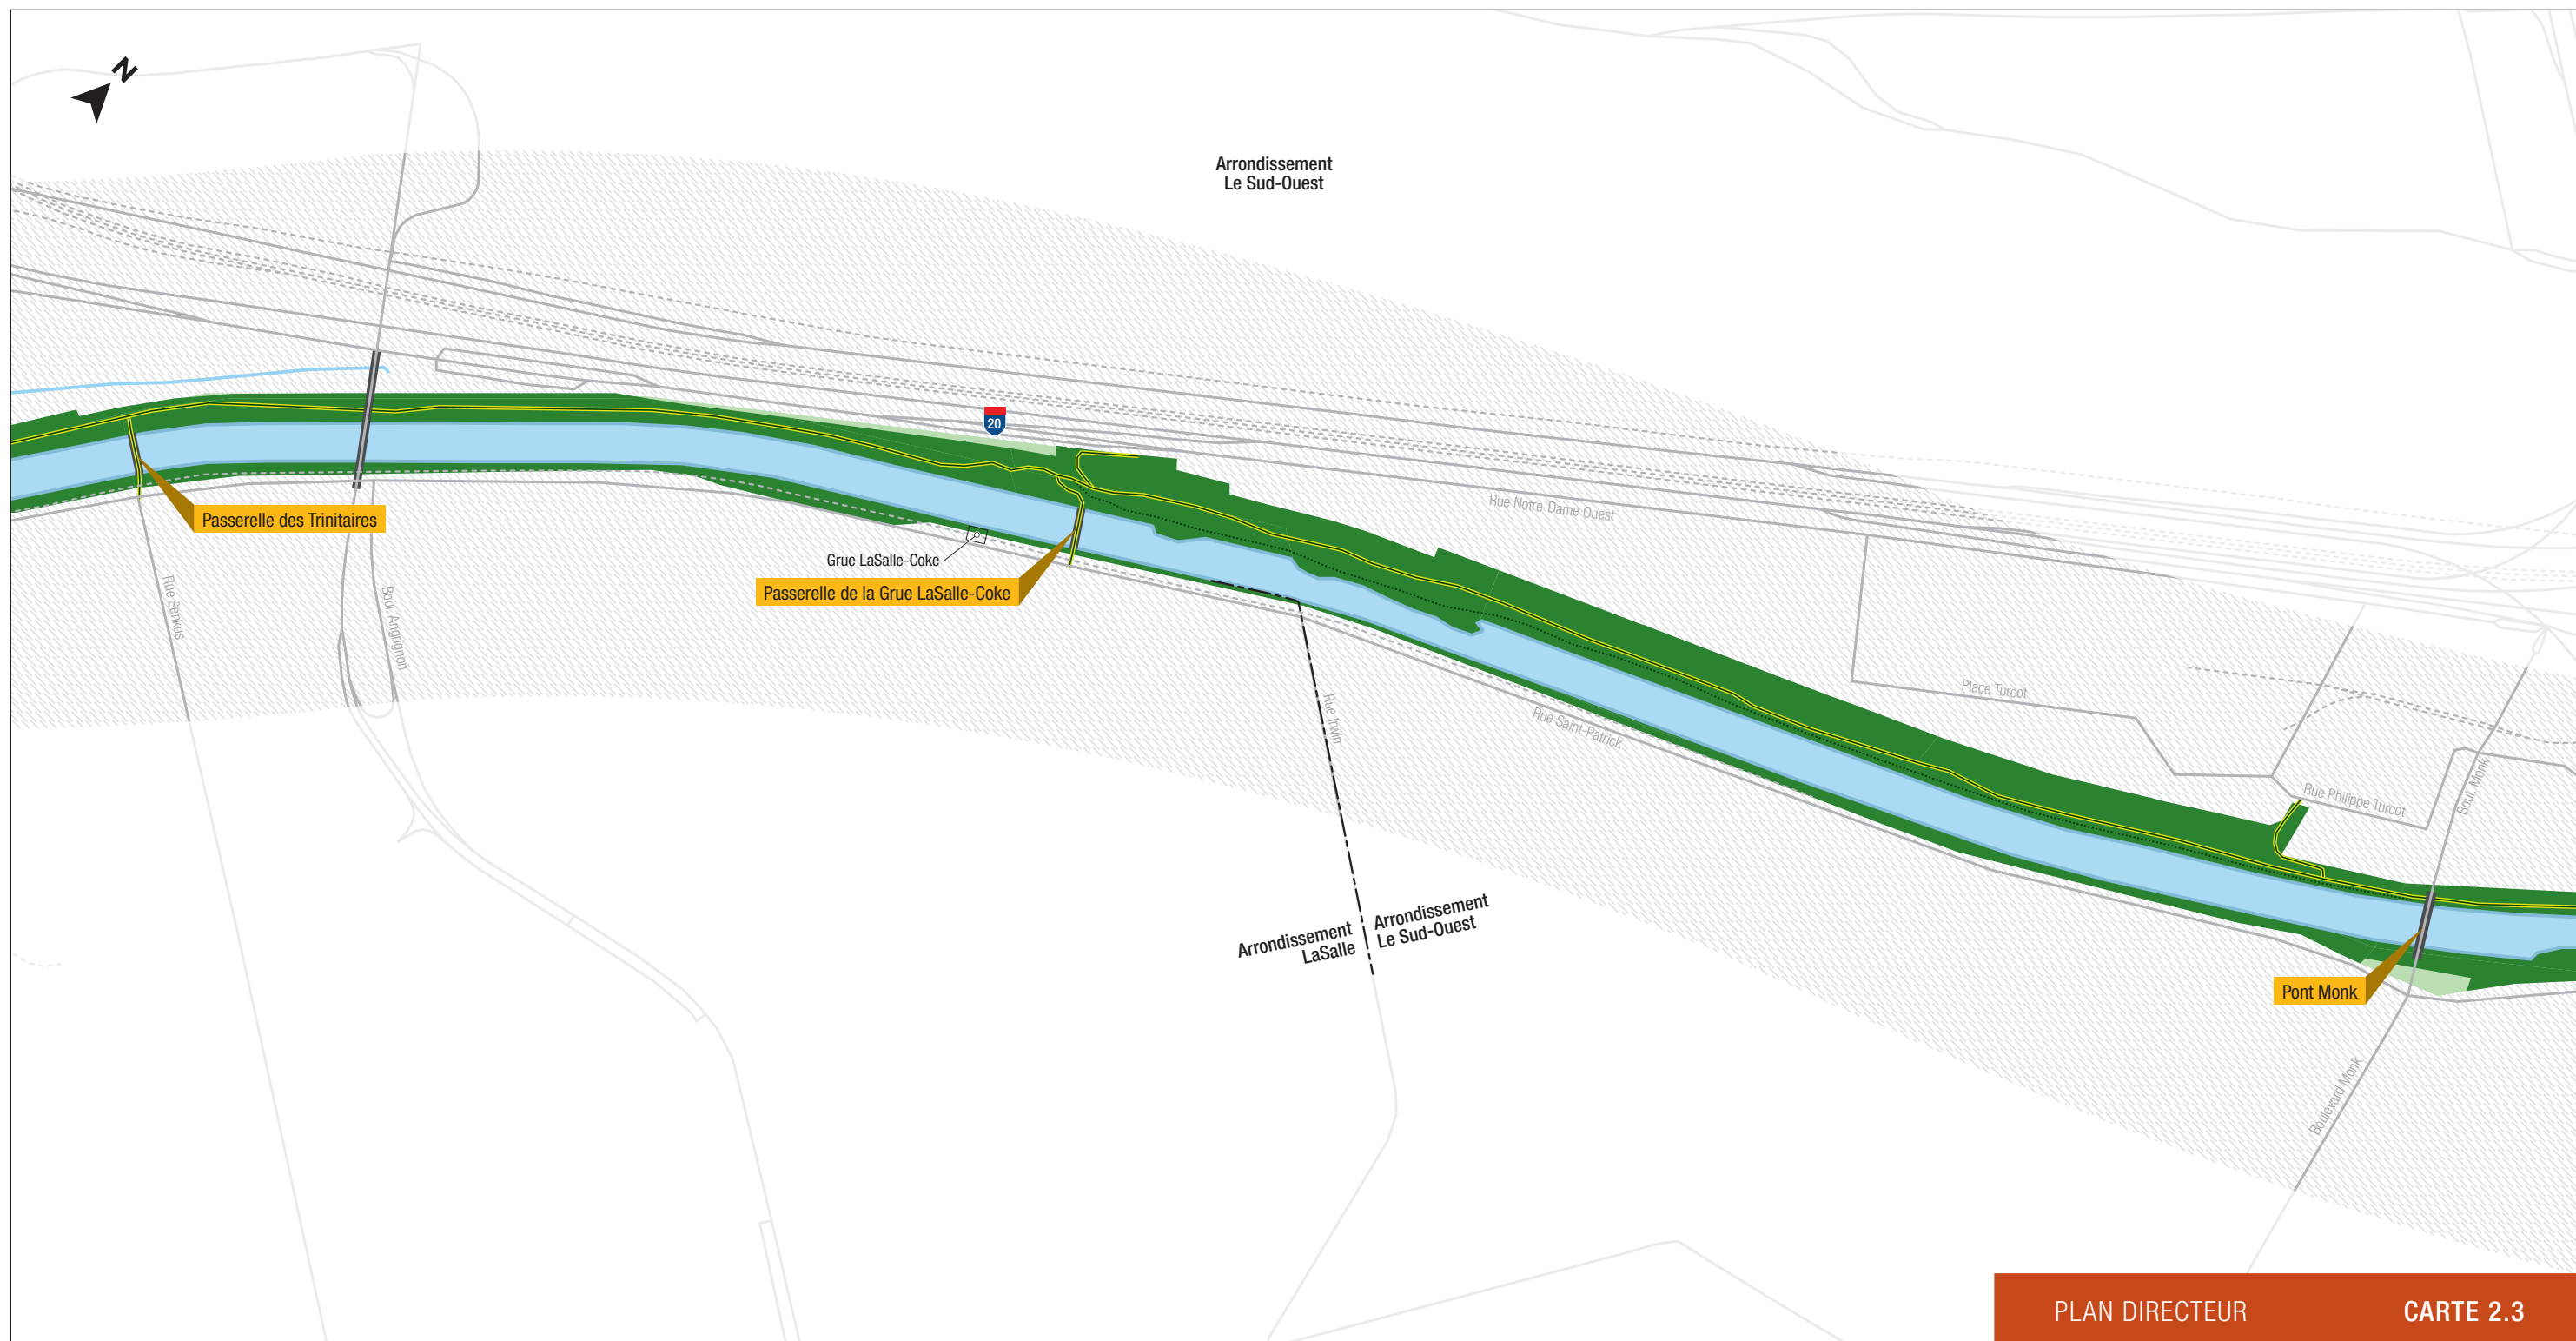 N
Arrondissement
Le Sud-Ouest
20
Rue Notre-Dame Ouest
Passerelle des Trinitaires
Grue LaSalle-Coke
Passerelle de la Grue LaSalle-Coke
Rue Senkus
Boul. Angrignon
Rue Irwin
Rue Saint-Patrick
Place Turcot
Rue Philippe Turcot
Boul. Monk
Arrondissement
LaSalle
Arrondissement
Le Sud-Ouest
Pont Monk
Boulevard Monk
PLAN DIRECTEUR CARTE 2.3